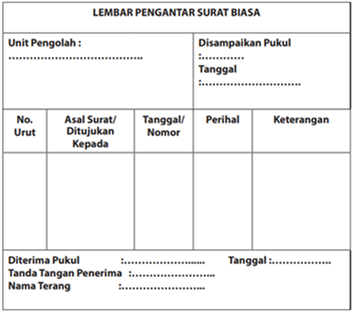 LEMBAR PENGANTAR SURAT BIASA
Unit Pengolah :
........................................
Disampaikan Pukul
:............
Tanggal
:............................
No. Urut
Asal Surat/ Ditujukan Kepada
Tanggal/ Nomor
Perihal
Keterangan
Diterima Pukul :......................... Tanggal :.................
Tanda Tangan Penerima :........................
Nama Terang :........................